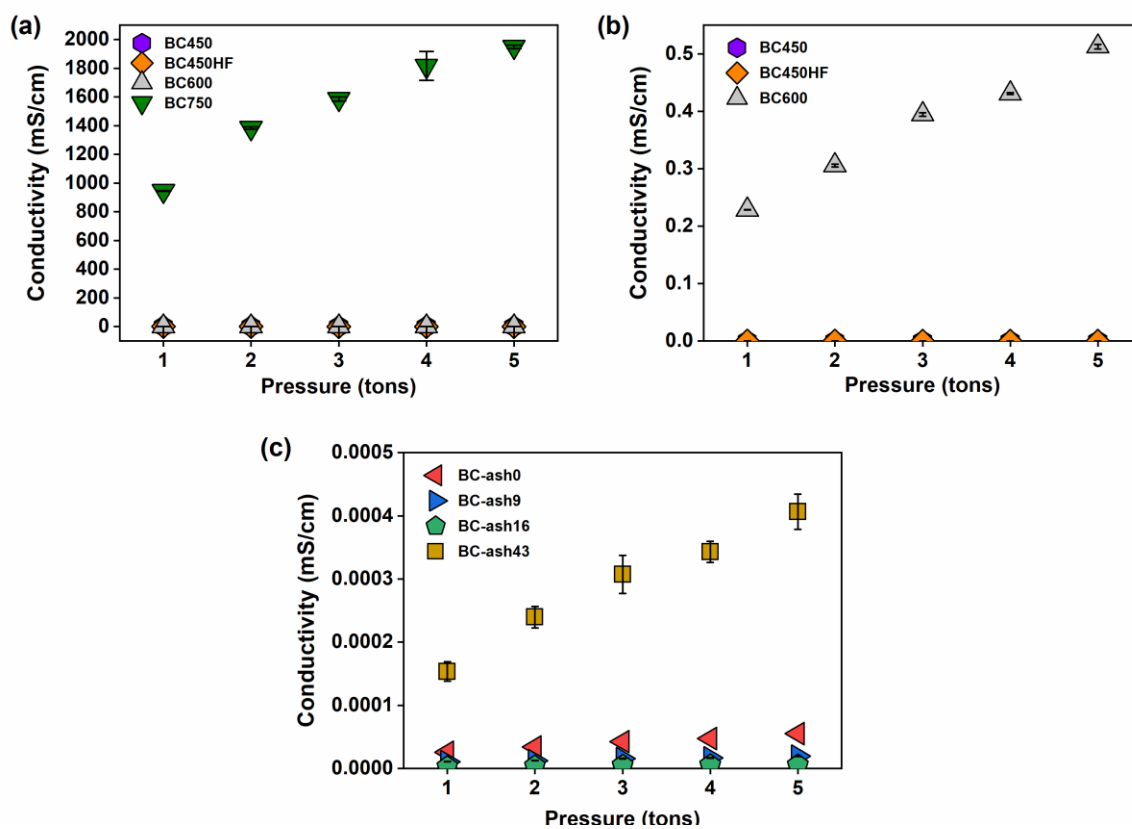 (a)
Conductivity (mS/cm)
2000
1800
1600
1400
1200
1000
800
600
400
200
0
BC450
BC450HF
BC600
BC750
1 2 3 4 5
Pressure (tons)
(b)
Conductivity (mS/cm)
0.5
0.4
0.3
0.2
0.1
0.0
BC450
BC450HF
BC600
1 2 3 4 5
Pressure (tons)
(c)
Conductivity (mS/cm)
0.0005
0.0004
0.0003
0.0002
0.0001
0.0000
BC-ash0
BC-ash9
BC-ash16
BC-ash43
1 2 3 4 5
Pressure (tons)